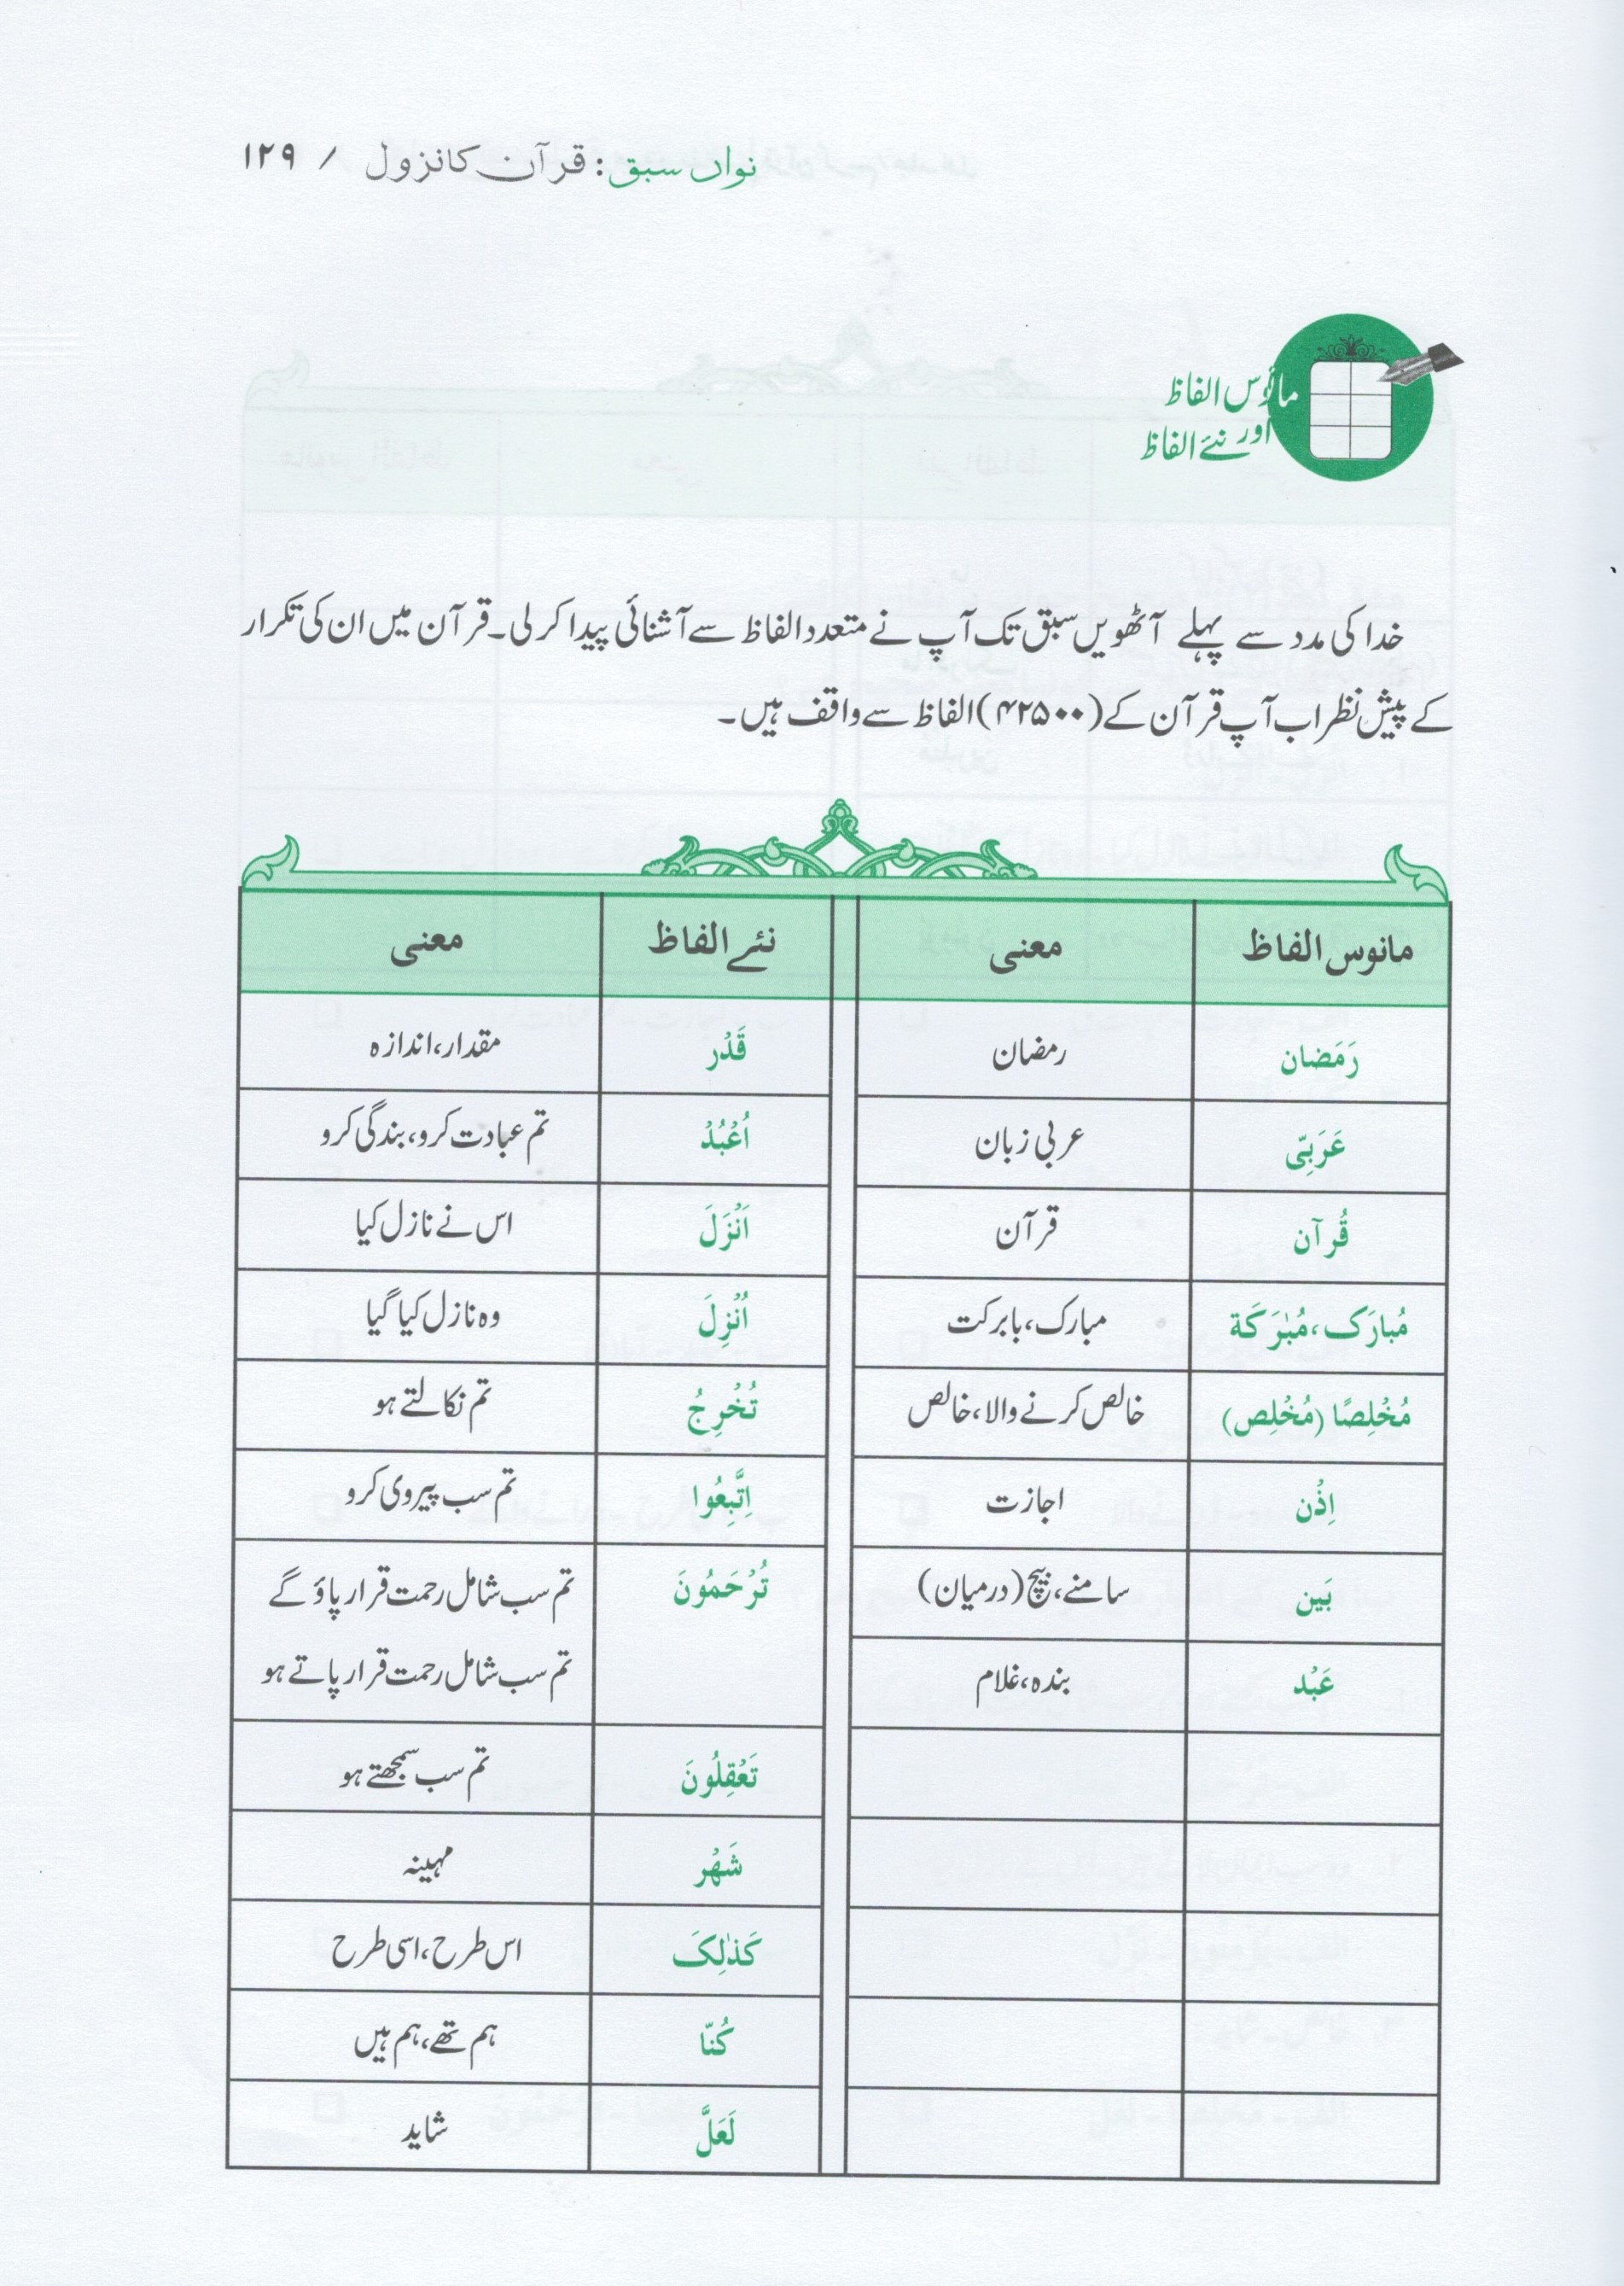 نواں سبق: قرآن کا نزول / ۱۲۹
مانوس الفاظ
اور نئے الفاظ
خدا کی مدد سے پہلے آٹھویں سبق تک آپ نے متعدد الفاظ سے آشنائی پیدا کر لی۔ قرآن میں ان کی تکرار
کے پیش نظر اب آپ قرآن کے (۴۲۵۰۰) الفاظ سے واقف ہیں۔
مانوس الفاظ معنی نئے الفاظ معنی
رَمَضان رمضان قَدْر مقدار، اندازہ
عَرَبِیّ عربی زبان اُعْبُدْ تم عبادت کرو، بندگی کرو
قُرآن قرآن اَنْزَلَ اس نے نازل کیا
مُبارَک، مُبٰرَکَة مبارک، بابرکت اُنْزِلَ وہ نازل کیا گیا
مُخْلِصًا (مُخْلِص) خالص کرنے والا، خالص تُخْرِجُ تم نکالتے ہو
اِذْن اجازت اِتَّبِعُوا تم سب پیروی کرو
بَین سامنے، بیچ (درمیان) تُرْحَمُونَ تم سب شامل رحمت قرار پاؤ گے
تم سب شامل رحمت قرار پاتے ہو
عَبْد بندہ، غلام
تَعْقِلُونَ تم سب سمجھتے ہو
شَهْر مہینہ
کَذٰلِکَ اس طرح، اسی طرح
کُنّا ہم تھے، ہم ہیں
لَعَلَّ شاید